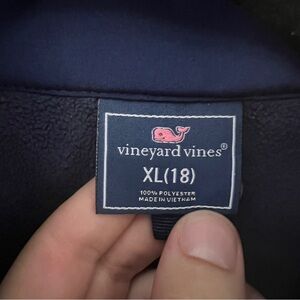 vineyard vines®
XL(18)
100% POLYESTER
MADE IN VIETNAM